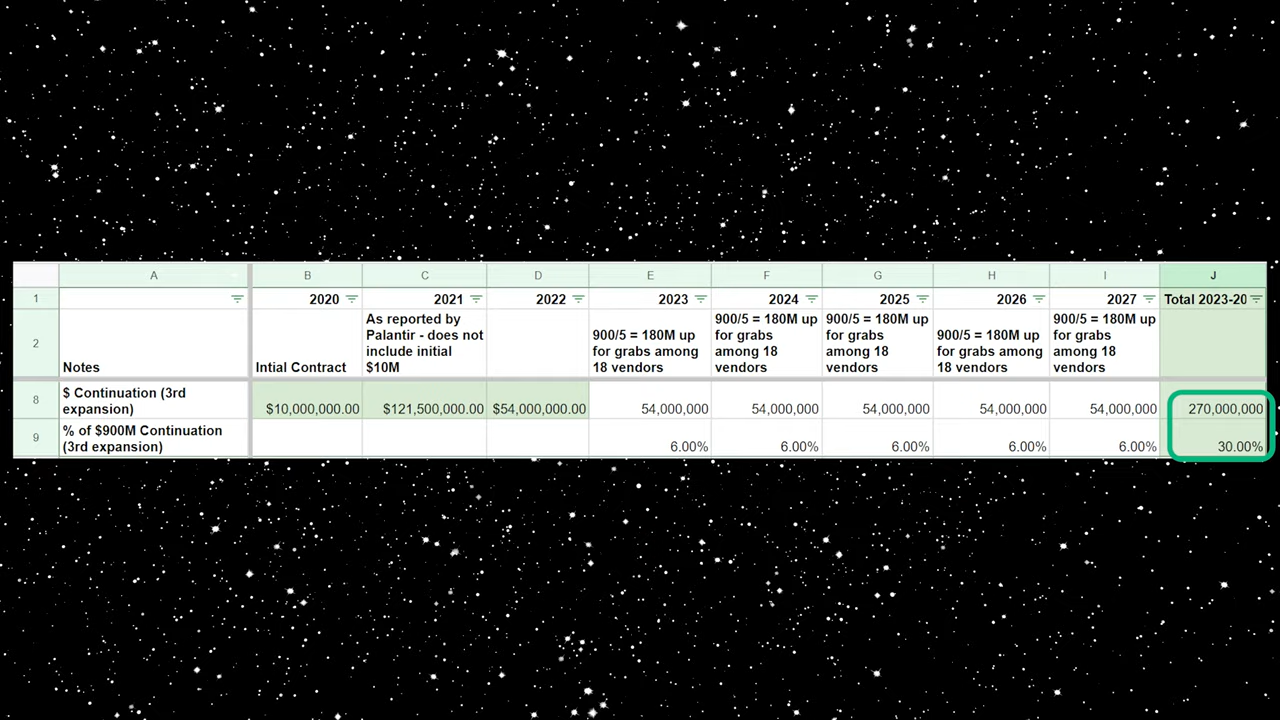 A B C D E F G H I J
1 2020 2021 2022 2023 2024 2025 2026 2027 Total 2023-20
2 Notes
Intial Contract
As reported by
Palantir - does not
include initial
$10M
900/5 = 180M up
for grabs among
18 vendors
900/5 = 180M up
for grabs
among 18
vendors
900/5 = 180M up
for grabs
among 18
vendors
900/5 = 180M up
for grabs among
18 vendors
900/5 = 180M up
for grabs
among 18
vendors
8 $ Continuation (3rd
expansion) $10,000,000.00 $121,500,000.00 $54,000,000.00 54,000,000 54,000,000 54,000,000 54,000,000 54,000,000 270,000,000
9 % of $900M Continuation
(3rd expansion) 6.00% 6.00% 6.00% 6.00% 6.00% 30.00%